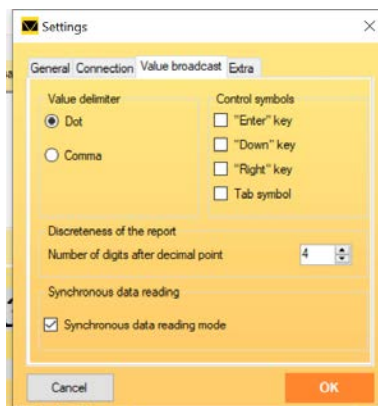 Settings
General Connection Value broadcast Extra
Value delimiter
Dot
Comma
Control symbols
"Enter" key
"Down" key
"Right" key
Tab symbol
Discreteness of the report
Number of digits after decimal point 4
Synchronous data reading
Synchronous data reading mode
Cancel OK